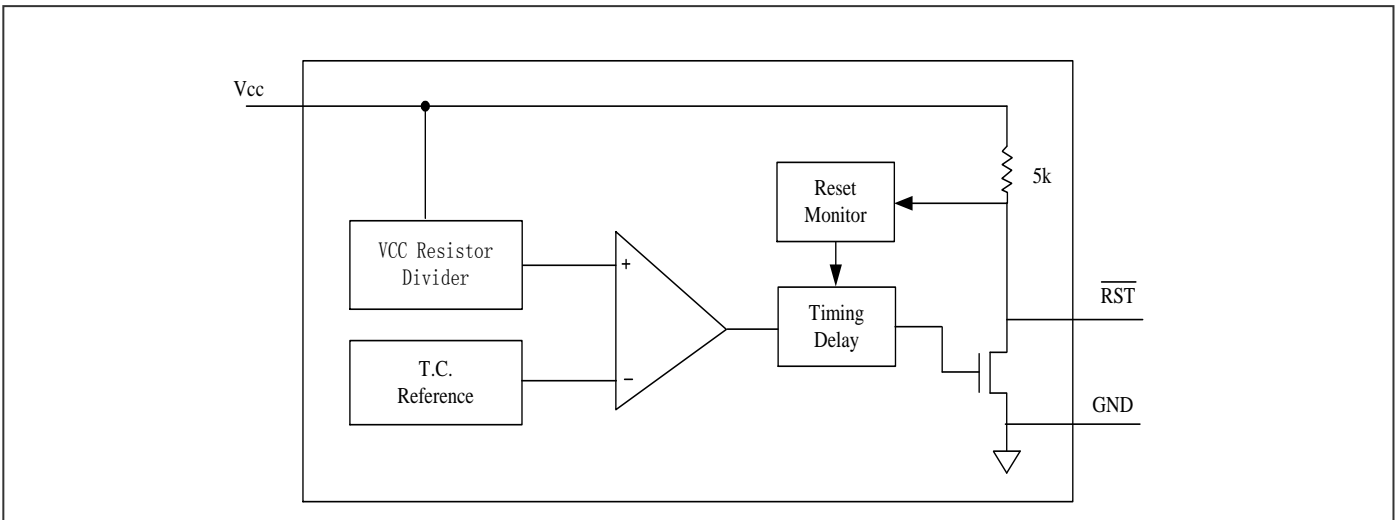 Vcc
5k
Reset
Monitor
VCC Resistor
Divider
+
Timing
Delay
RST
T.C.
Reference
−
GND